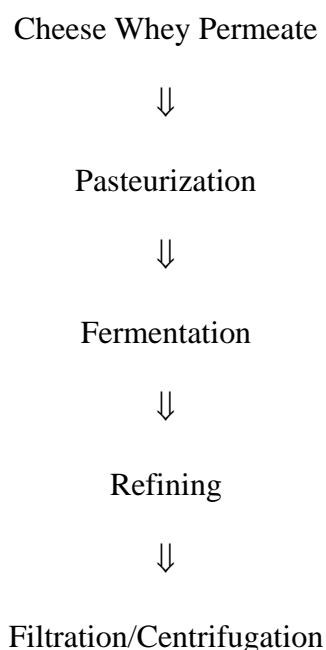 Cheese Whey Permeate
⇓
Pasteurization
⇓
Fermentation
⇓
Refining
⇓
Filtration/Centrifugation